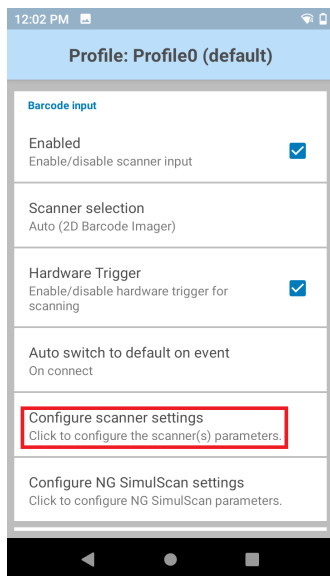 12:02 PM
Profile: Profile0 (default)
Barcode input
Enabled
Enable/disable scanner input
Scanner selection
Auto (2D Barcode Imager)
Hardware Trigger
Enable/disable hardware trigger for
scanning
Auto switch to default on event
On connect
Configure scanner settings
Click to configure the scanner(s) parameters.
Configure NG SimulScan settings
Click to configure NG SimulScan parameters.